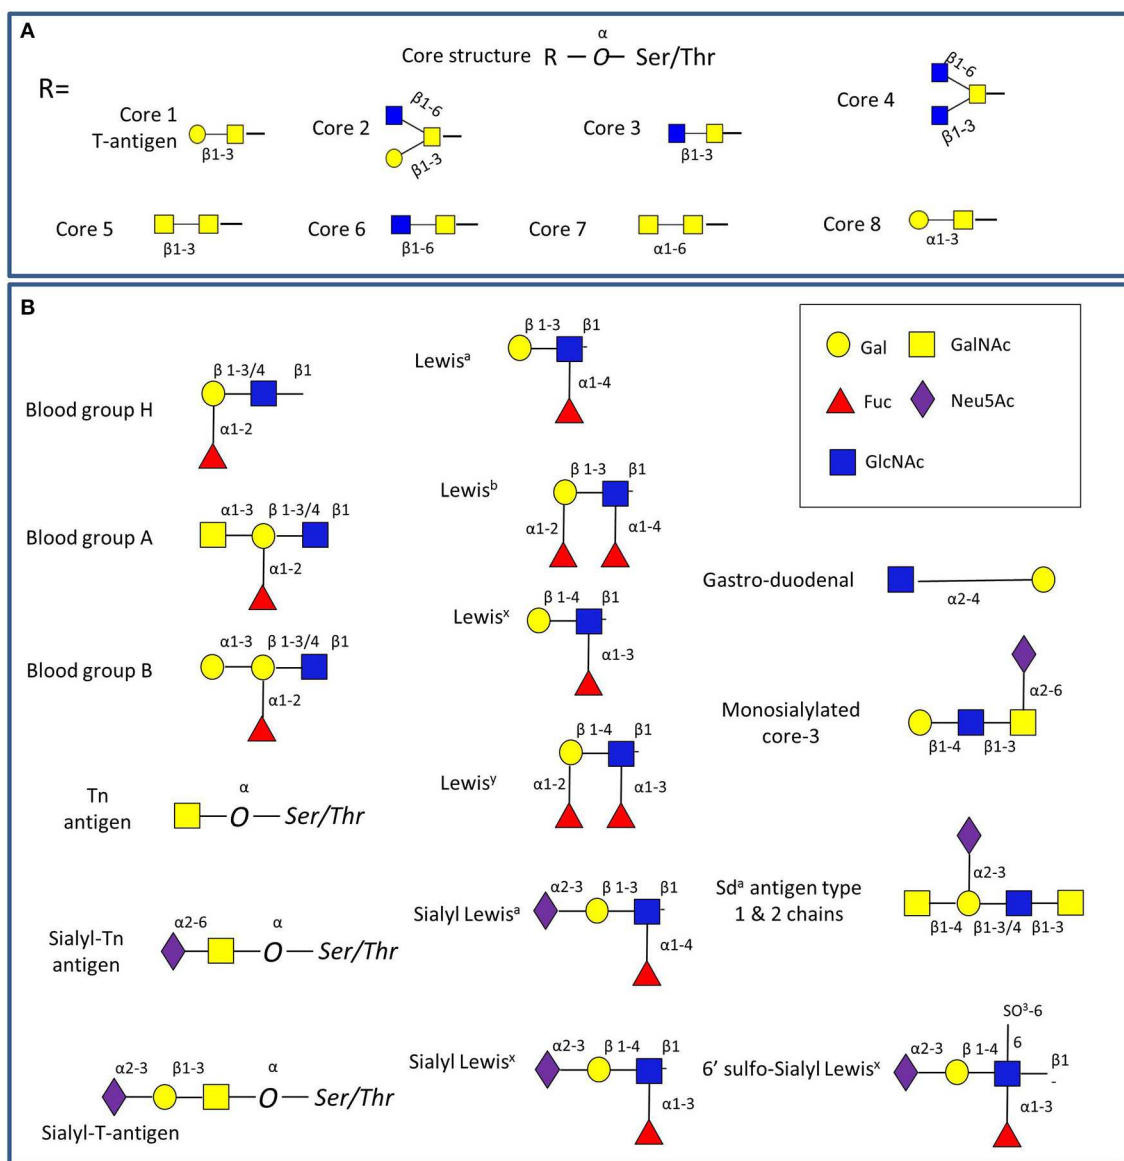 A
Core structure R — O — Ser/Thr
α
R=
Core 1
T-antigen
β1-3
Core 2
β1-6
β1-3
Core 3
β1-3
Core 4
β1-6
β1-3
Core 5
β1-3
Core 6
β1-6
Core 7
α1-6
Core 8
α1-3
B
Blood group H
β 1-3/4
β1
α1-2
Blood group A
α1-3
β 1-3/4
β1
α1-2
Blood group B
α1-3
β 1-3/4
β1
α1-2
Tn
antigen
α
O — Ser/Thr
Sialyl-Tn
antigen
α2-6
α
O — Ser/Thr
α2-3
β1-3
α
O — Ser/Thr
Sialyl-T-antigen
Lewisᵃ
β 1-3
β1
α1-4
Lewisᵇ
β 1-3
β1
α1-2
α1-4
Lewisˣ
β 1-4
β1
α1-3
Lewisʸ
β 1-4
β1
α1-2
α1-3
Sialyl Lewisᵃ
α2-3
β 1-3
β1
α1-4
Sialyl Lewisˣ
α2-3
β 1-4
β1
α1-3
Gal
GalNAc
Fuc
Neu5Ac
GlcNAc
Gastro-duodenal
α2-4
Monosialylated
core-3
α2-6
β1-4
β1-3
Sdᵃ antigen type
1 & 2 chains
α2-3
β1-4
β1-3/4
β1-3
6’ sulfo-Sialyl Lewisˣ
SO³-6
6
α2-3
β 1-4
β1
α1-3